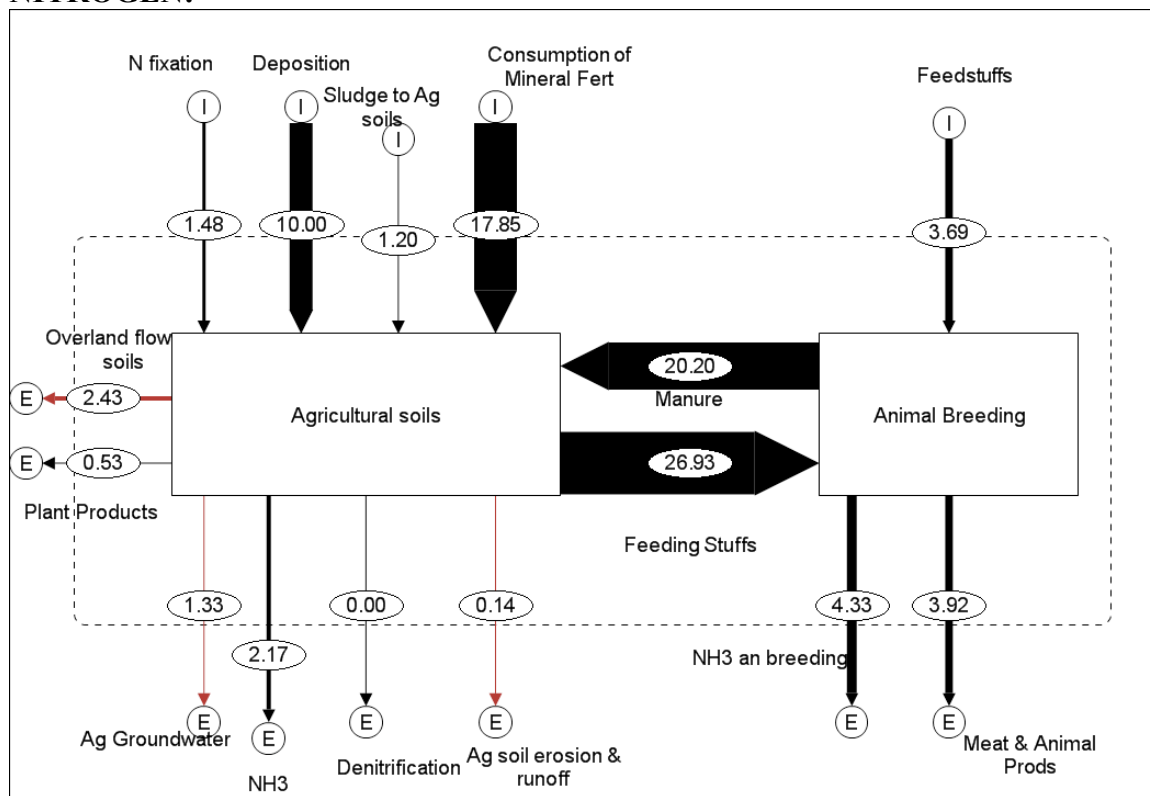 NITROGEN:
N fixation
Deposition
Consumption of
Mineral Fert
Feedstuffs
Sludge to Ag
soils
I
I
I
I
I
1.48
10.00
1.20
17.85
3.69
Overland flow
soils
E
2.43
Agricultural soils
20.20
Manure
Animal Breeding
E
0.53
26.93
Plant Products
Feeding Stuffs
1.33
0.00
0.14
4.33
3.92
2.17
NH3 an breeding
E
E
E
E
E
E
Ag Groundwater
NH3
Denitrification
Ag soil erosion &
runoff
Meat & Animal
Prods